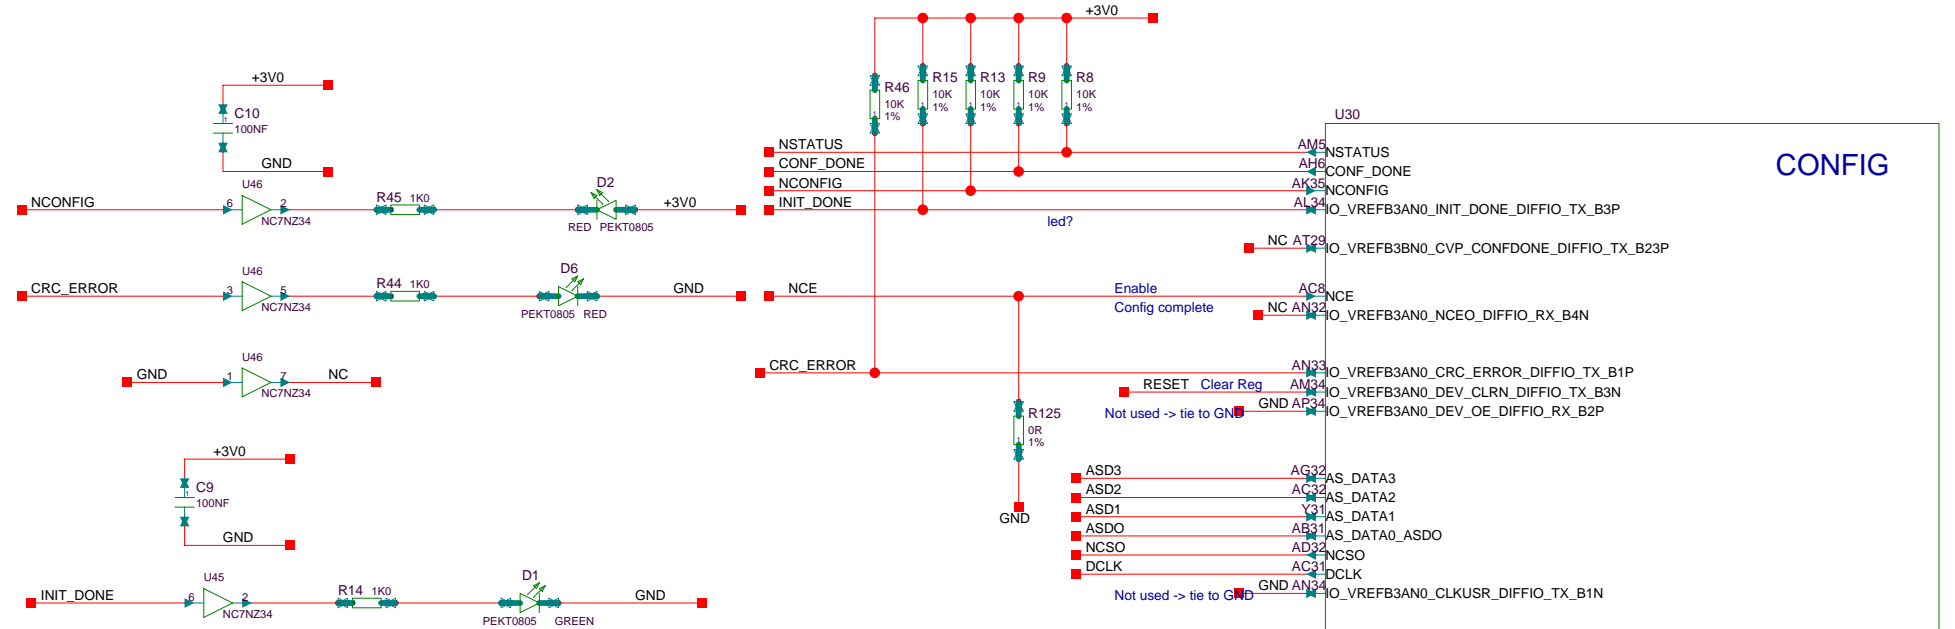 +3V0
C10
100NF
GND
NCONFIG
6
U46
2
NC7NZ34
R45 1K0
D2
RED PEKT0805
+3V0
CRC_ERROR
3
U46
5
NC7NZ34
R44 1K0
D6
PEKT0805 RED
GND
GND
1
U46
7
NC7NZ34
NC
+3V0
C9
100NF
GND
INIT_DONE
6
U45
2
NC7NZ34
R14 1K0
D1
PEKT0805 GREEN
GND
+3V0
R46
10K
1%
R15
10K
1%
R13
10K
1%
R9
10K
1%
R8
10K
1%
NSTATUS
CONF_DONE
NCONFIG
INIT_DONE
led?
NCE
Enable
Config complete
CRC_ERROR
RESET Clear Reg
Not used -> tie to GND
GND
R125
0R
1%
GND
ASD3
ASD2
ASD1
ASDO
NCSO
DCLK
Not used -> tie to GND
GND
U30
CONFIG
AM5 NSTATUS
AH6 CONF_DONE
AK35 NCONFIG
AL34 IO_VREFB3AN0_INIT_DONE_DIFFIO_TX_B3P
NC AT29 IO_VREFB3BN0_CVP_CONFDONE_DIFFIO_TX_B23P
AC8 NCE
NC AN32 IO_VREFB3AN0_NCEO_DIFFIO_RX_B4N
AN33 IO_VREFB3AN0_CRC_ERROR_DIFFIO_TX_B1P
AM34 IO_VREFB3AN0_DEV_CLRN_DIFFIO_TX_B3N
AP34 IO_VREFB3AN0_DEV_OE_DIFFIO_RX_B2P
AG32 AS_DATA3
AC32 AS_DATA2
Y31 AS_DATA1
AB31 AS_DATA0_ASDO
AD32 NCSO
AC31 DCLK
AN34 IO_VREFB3AN0_CLKUSR_DIFFIO_TX_B1N